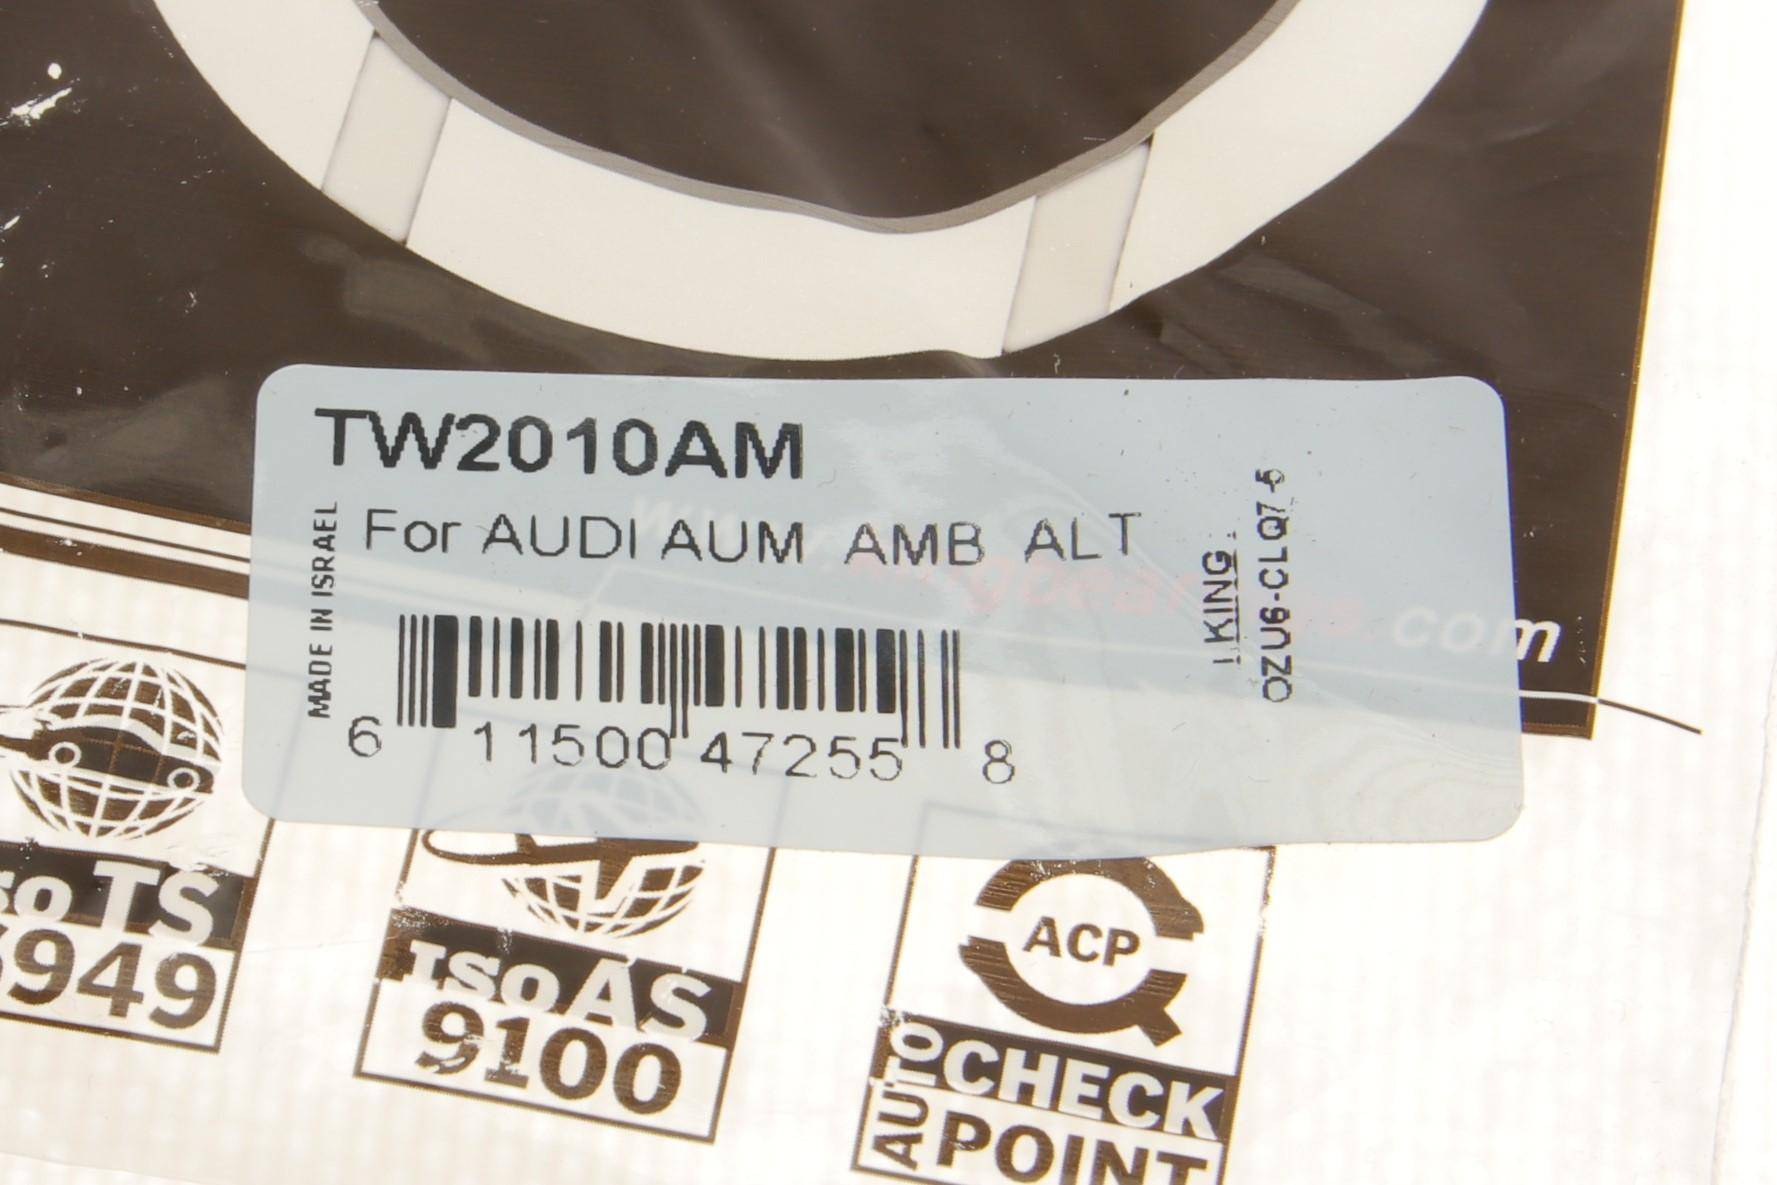 TW2010AM
For AUDI AUM AMB ALT
MADE IN ISRAEL
6 11500 47255 8
KING
OZU6-CLQ7-5
.com
TS
949
ISO AS
9100
ACP
AUTO
CHECK
POINT